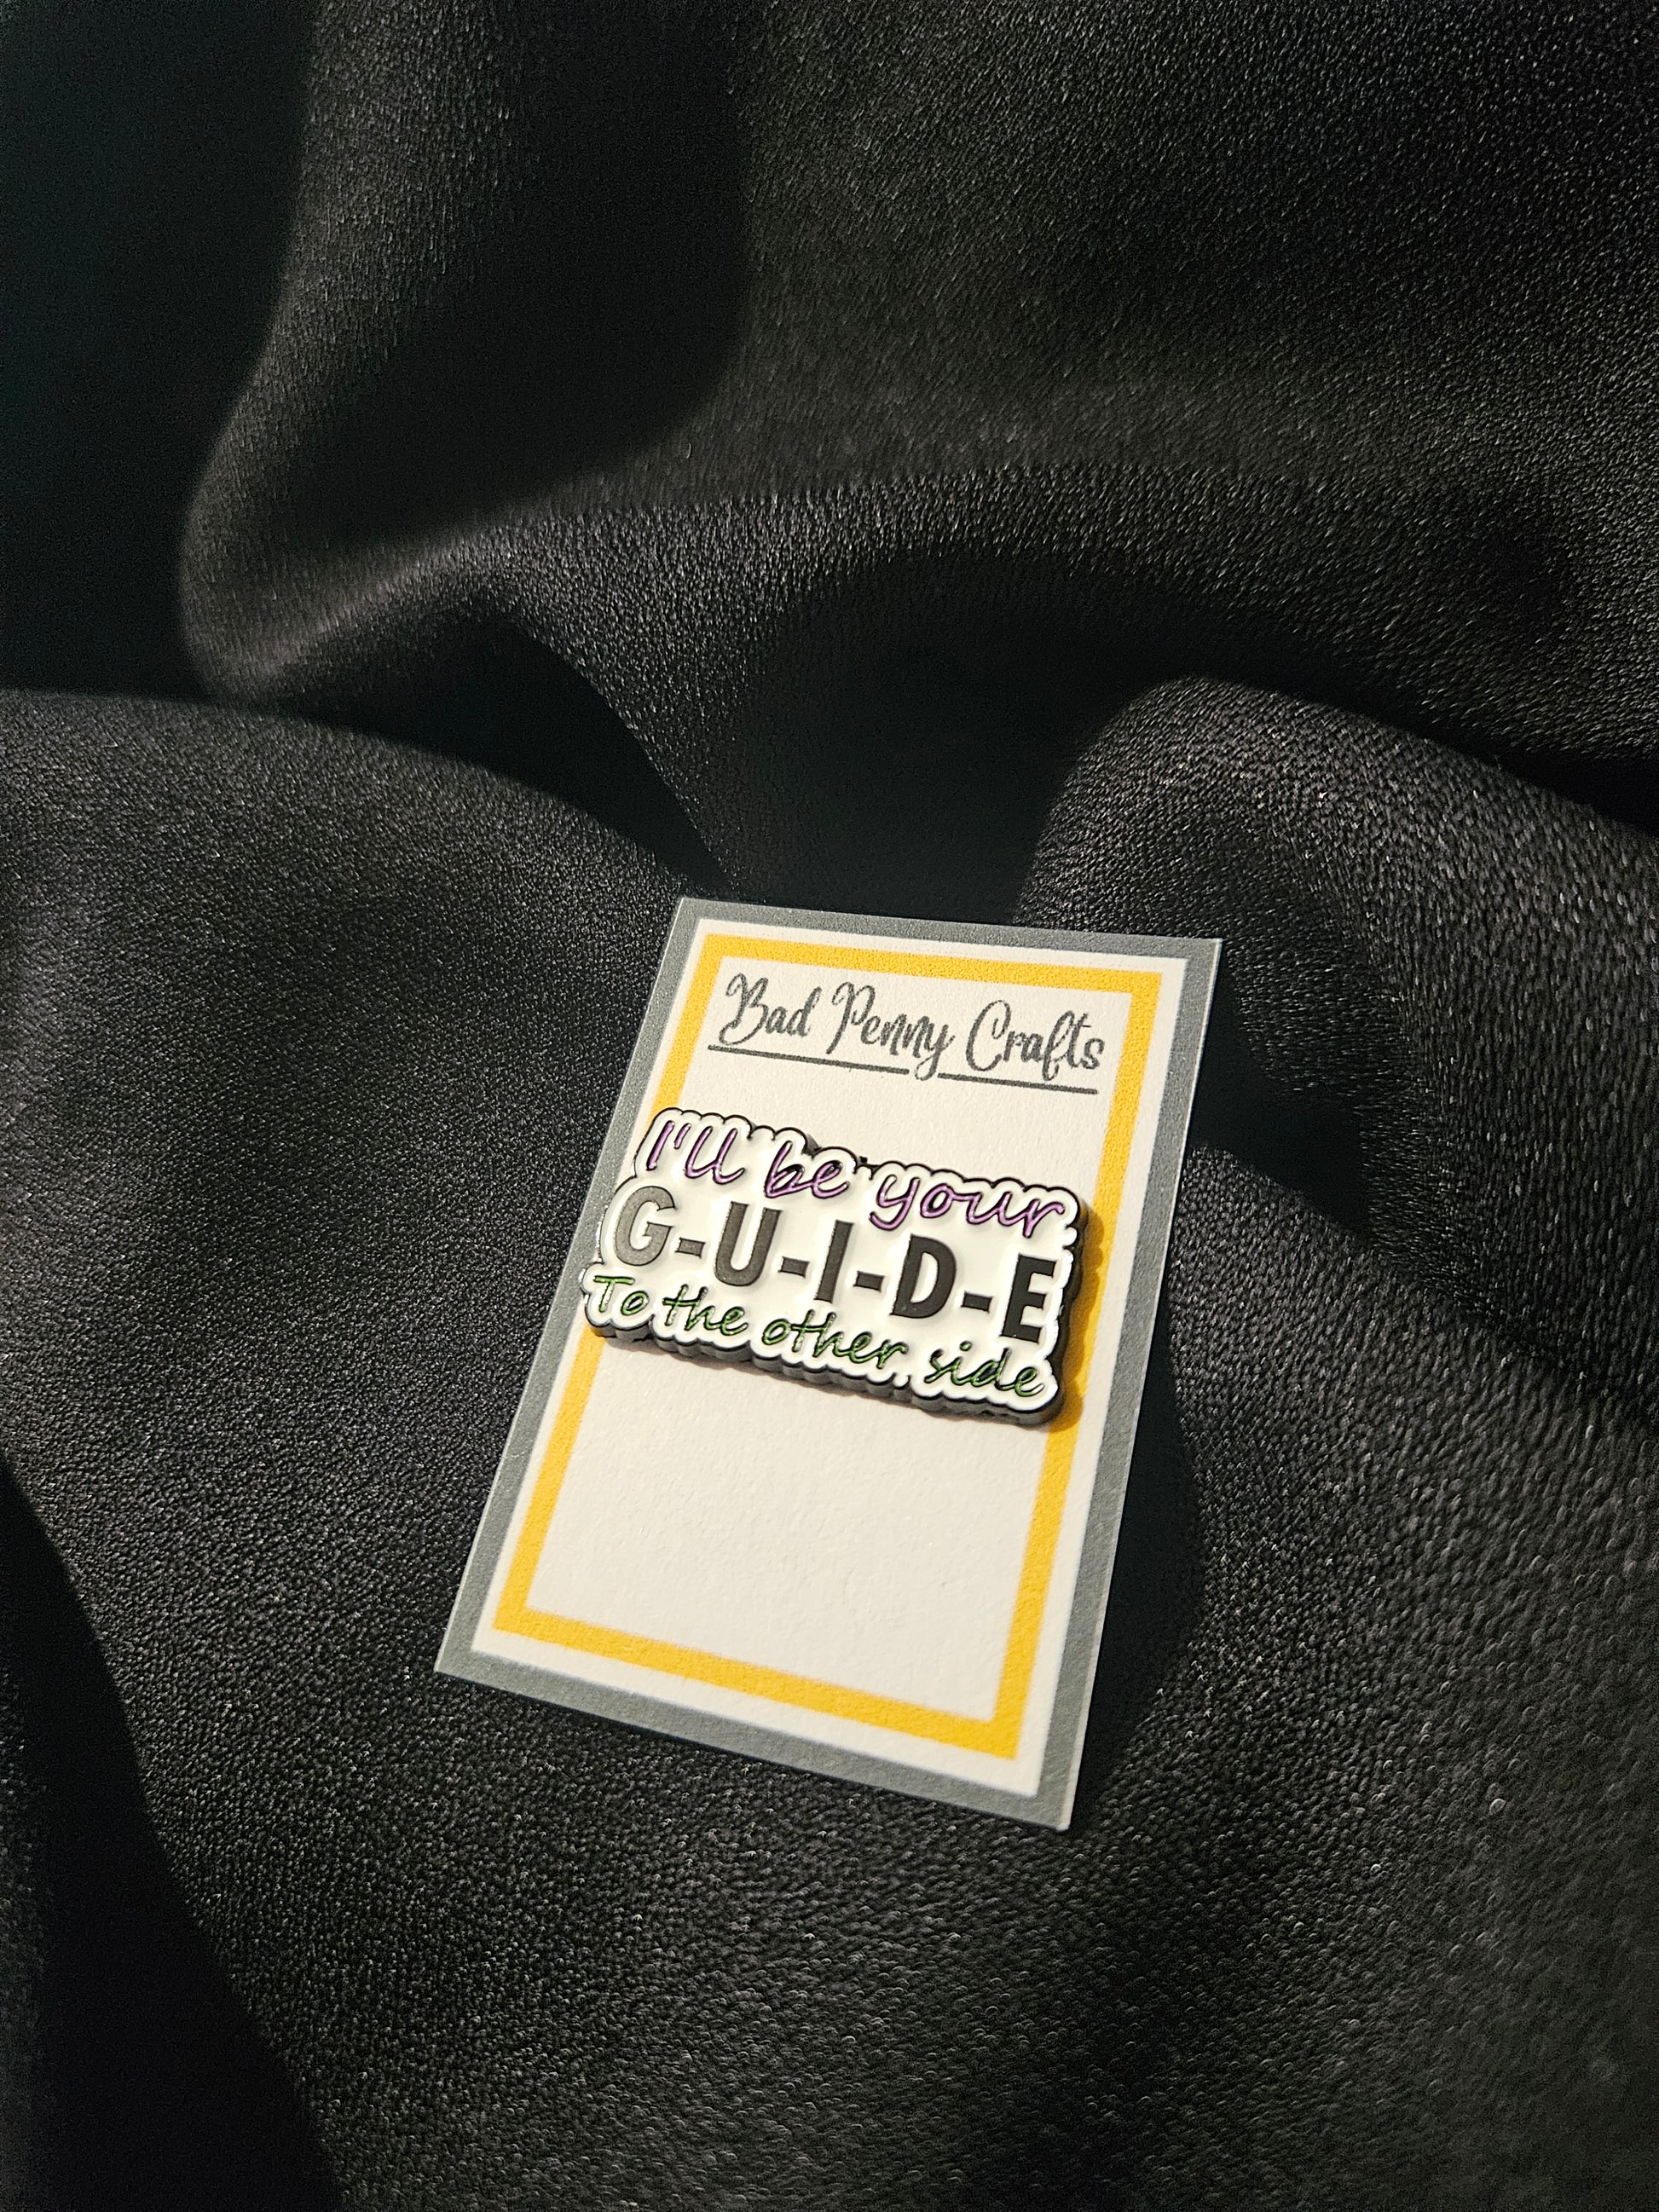 Bad Penny Crafts
I'll be your
G-U-I-D-E
To the other side